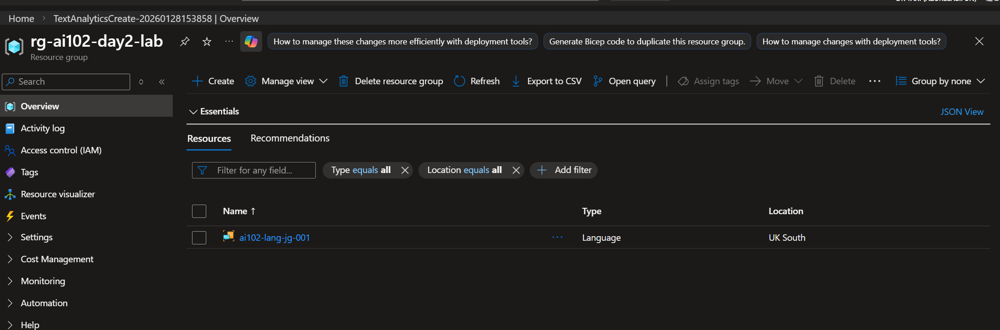 Home > TextAnalyticsCreate-20260128153858 | Overview
rg-ai102-day2-lab
Resource group
How to manage these changes more efficiently with deployment tools?
Generate Bicep code to duplicate this resource group.
How to manage changes with deployment tools?
Search
Create Manage view Delete resource group Refresh Export to CSV Open query Assign tags Move Delete Group by none
Overview
Activity log
Access control (IAM)
Tags
Resource visualizer
Events
Settings
Cost Management
Monitoring
Automation
Help
Essentials JSON View
Resources Recommendations
Filter for any field... Type equals all Location equals all Add filter
Name ↑ Type Location
ai102-lang-jg-001 Language UK South